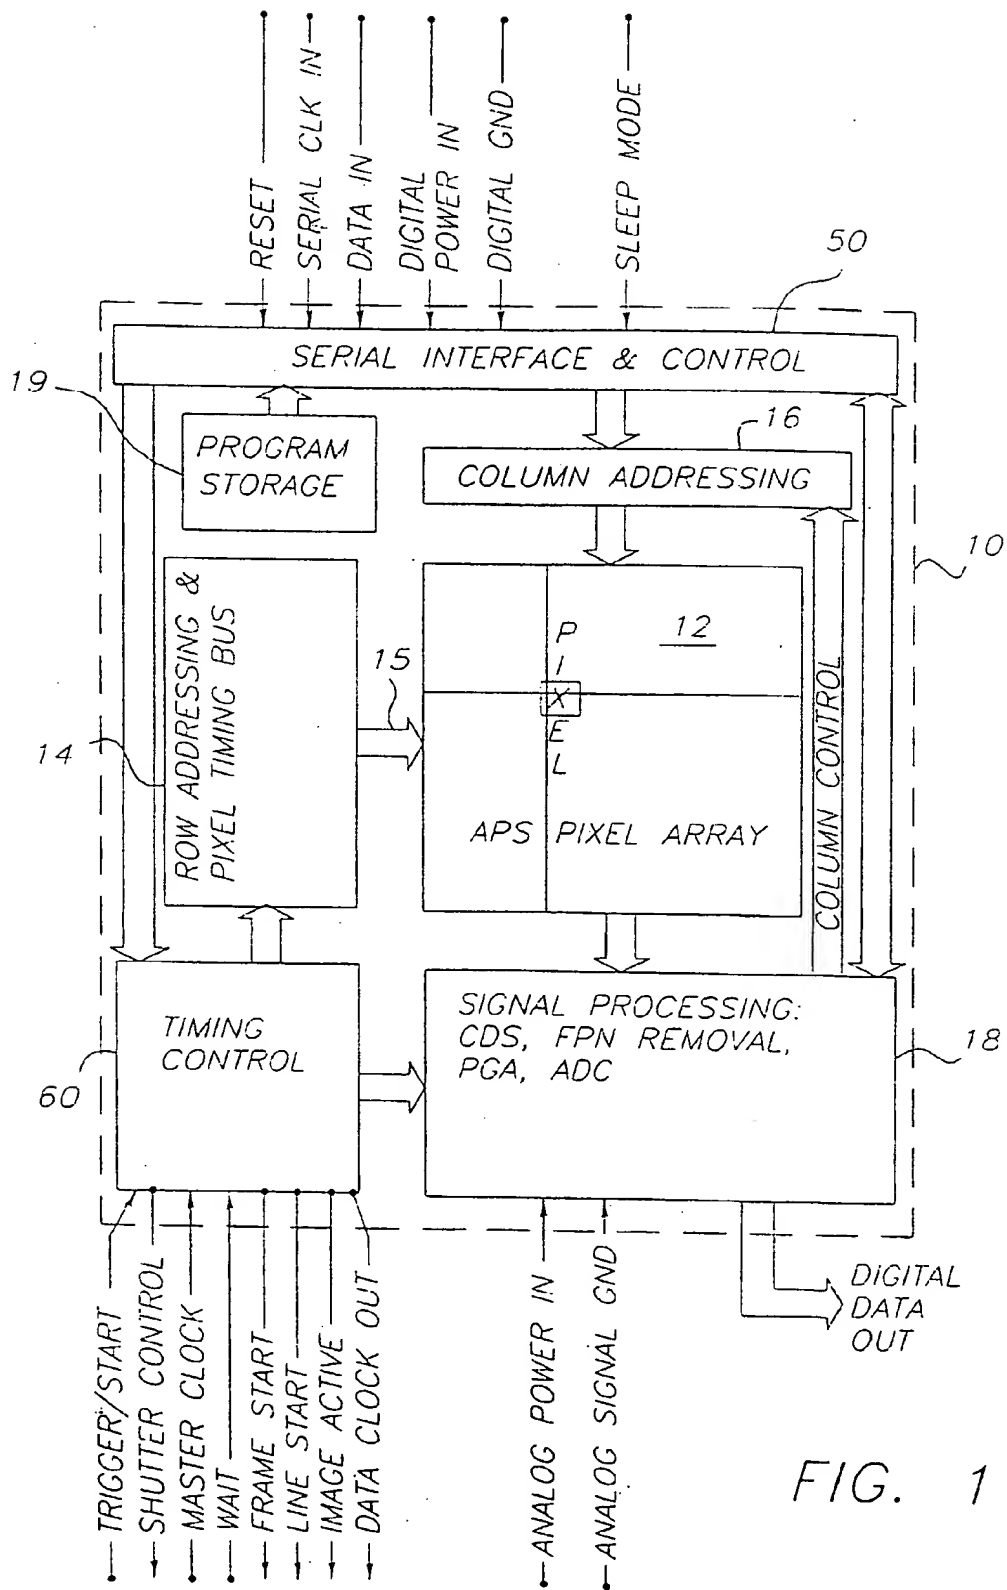 RESET
SERIAL CLK IN
DATA IN
DIGITAL
POWER IN
DIGITAL GND
SLEEP MODE
50
SERIAL INTERFACE & CONTROL
19
PROGRAM
STORAGE
16
COLUMN ADDRESSING
10
ROW ADDRESSING &
PIXEL TIMING BUS
14
15
12
PIXEL
APS PIXEL ARRAY
COLUMN CONTROL
TIMING
CONTROL
60
SIGNAL PROCESSING:
CDS, FPN REMOVAL,
PGA, ADC
18
TRIGGER/START
SHUTTER CONTROL
MASTER CLOCK
WAIT
FRAME START
LINE START
IMAGE ACTIVE
DATA CLOCK OUT
ANALOG POWER IN
ANALOG SIGNAL GND
DIGITAL
DATA
OUT
FIG. 1